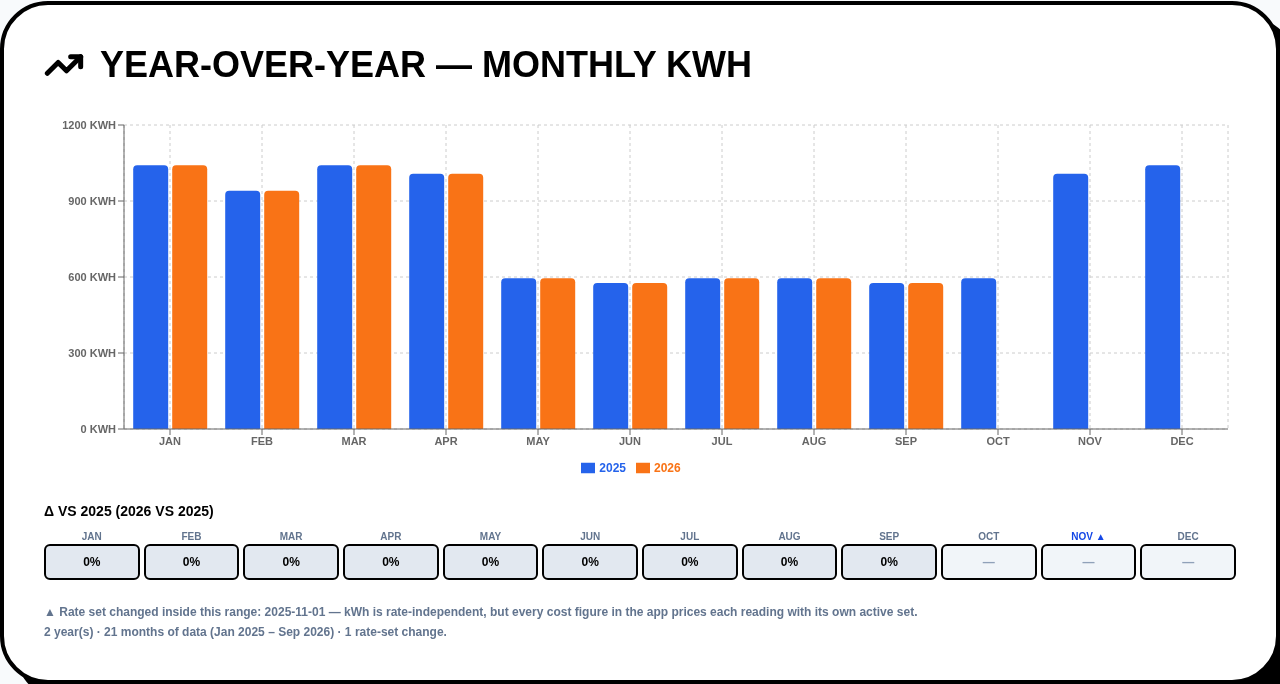 YEAR-OVER-YEAR — MONTHLY KWH
1200 KWH
900 KWH
600 KWH
300 KWH
0 KWH
JAN FEB MAR APR MAY JUN JUL AUG SEP OCT NOV DEC
2025 2026
Δ VS 2025 (2026 VS 2025)
JAN FEB MAR APR MAY JUN JUL AUG SEP OCT NOV ▲ DEC
0% 0% 0% 0% 0% 0% 0% 0% 0% — — —
▲ Rate set changed inside this range: 2025-11-01 — kWh is rate-independent, but every cost figure in the app prices each reading with its own active set.
2 year(s) · 21 months of data (Jan 2025 – Sep 2026) · 1 rate-set change.